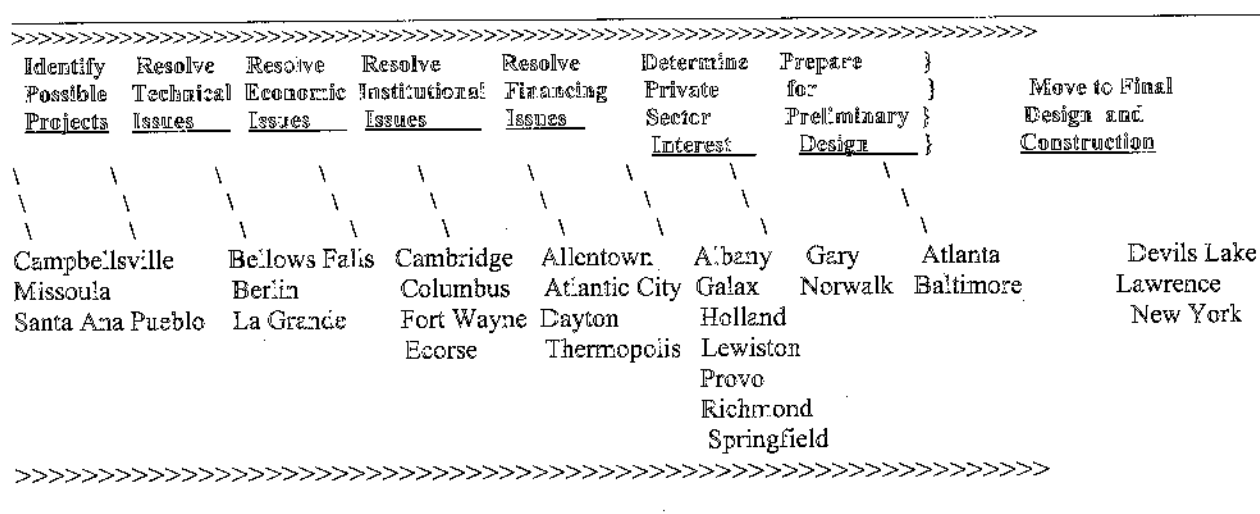 >>>>>>>>>>>>>>>>>>>>>>>>>>>>>>>>>>>>>>>>>>>>>>>>>>>>>>>>>>>>>>>>>>>>>>>>>>>>>>>>>
Identify Resolve Resolve Resolve Resolve Determine Prepare }
Possible Technical Economic Institutional Financing Private for } Move to Final
Projects Issues Issues Issues Issues Sector Preliminary } Design and
Interest Design } Construction
\ \ \ \ \ \ \ \ \
\ \ \ \ \ \ \ \ \
\ \ \ \ \ \ \ \ \
Campbellsville Bellows Falls Cambridge Allentown Albany Gary Atlanta Devils Lake
Missoula Berlin Columbus Atlantic City Galax Norwalk Baltimore Lawrence
Santa Ana Pueblo La Grande Fort Wayne Dayton Holland New York
Ecorse Thermopolis Lewiston
Provo
Richmond
Springfield
>>>>>>>>>>>>>>>>>>>>>>>>>>>>>>>>>>>>>>>>>>>>>>>>>>>>>>>>>>>>>>>>>>>>>>>>>>>>>>>>>